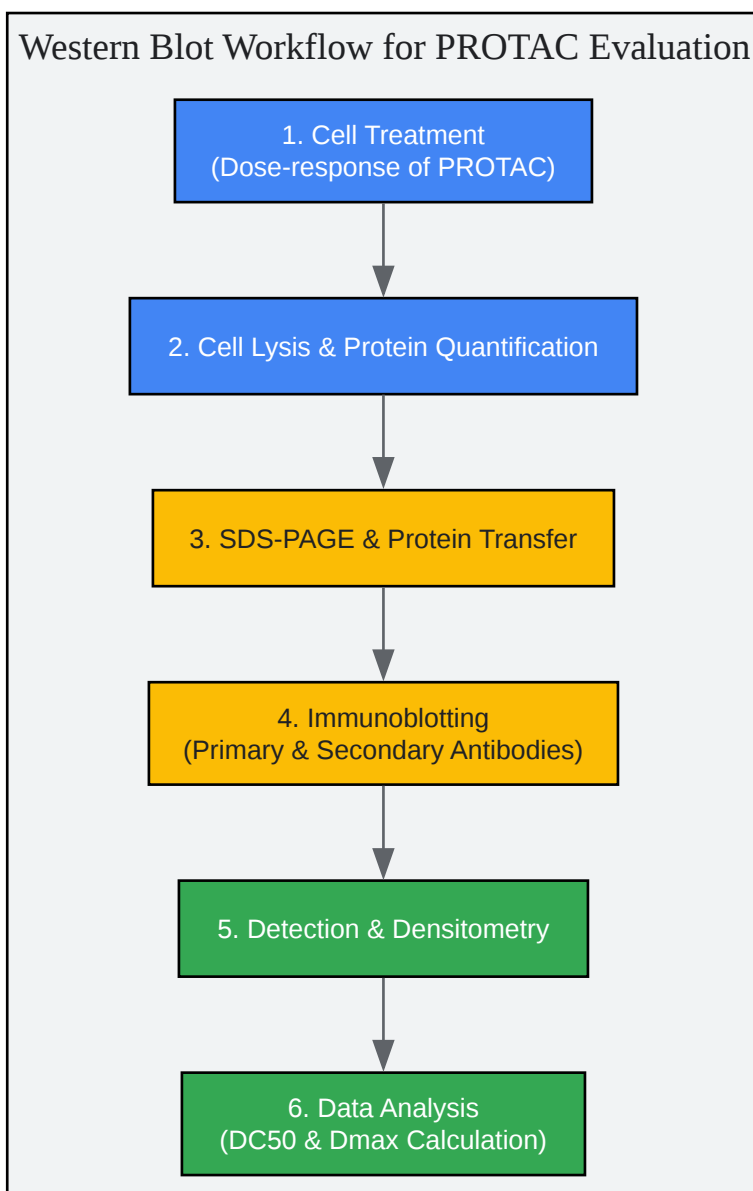 Western Blot Workflow for PROTAC Evaluation
1. Cell Treatment
(Dose-response of PROTAC)
2. Cell Lysis & Protein Quantification
3. SDS-PAGE & Protein Transfer
4. Immunoblotting
(Primary & Secondary Antibodies)
5. Detection & Densitometry
6. Data Analysis
(DC50 & Dmax Calculation)